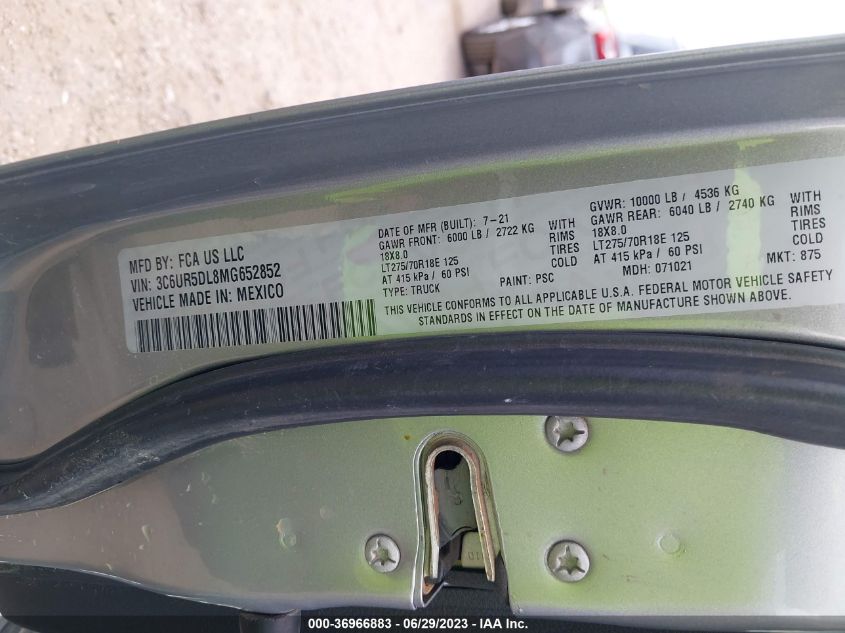 MFD BY: FCA US LLC
VIN: 3C6UR5DL8MG652852
VEHICLE MADE IN: MEXICO
DATE OF MFR (BUILT): 7-21
GAWR FRONT: 6000 LB / 2722 KG WITH
18X8.0 RIMS
LT275/70R18E 125 TIRES
AT 415 kPa / 60 PSI COLD
TYPE: TRUCK PAINT: PSC
GVWR: 10000 LB / 4536 KG
GAWR REAR: 6040 LB / 2740 KG WITH
18X8.0 RIMS
LT275/70R18E 125 TIRES
AT 415 kPa / 60 PSI COLD
MDH: 071021 MKT: 875
THIS VEHICLE CONFORMS TO ALL APPLICABLE U.S.A. FEDERAL MOTOR VEHICLE SAFETY
STANDARDS IN EFFECT ON THE DATE OF MANUFACTURE SHOWN ABOVE.
000-36966883 - 06/29/2023 - IAA Inc.